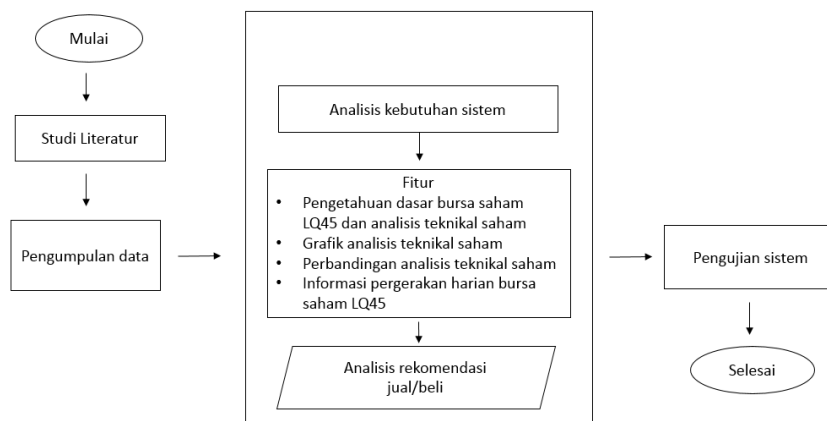 Mulai
Studi Literatur
Pengumpulan data
Analisis kebutuhan sistem
Fitur
• Pengetahuan dasar bursa saham
LQ45 dan analisis teknikal saham
• Grafik analisis teknikal saham
• Perbandingan analisis teknikal saham
• Informasi pergerakan harian bursa
saham LQ45
Analisis rekomendasi
jual/beli
Pengujian sistem
Selesai